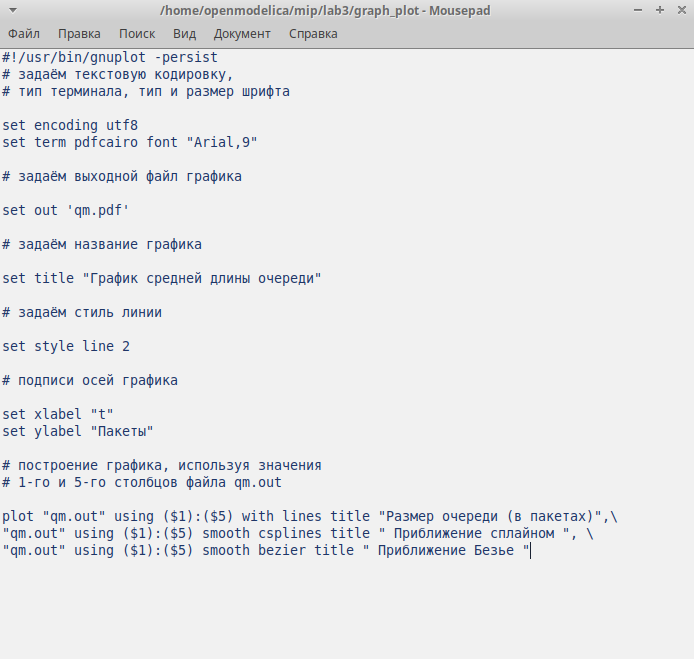 /home/openmodelica/mip/lab3/graph_plot - Mousepad
Файл Правка Поиск Вид Документ Справка
#!/usr/bin/gnuplot -persist
# задаём текстовую кодировку,
# тип терминала, тип и размер шрифта
set encoding utf8
set term pdfcairo font "Arial,9"
# задаём выходной файл графика
set out 'qm.pdf'
# задаём название графика
set title "График средней длины очереди"
# задаём стиль линии
set style line 2
# подписи осей графика
set xlabel "t"
set ylabel "Пакеты"
# построение графика, используя значения
# 1-го и 5-го столбцов файла qm.out
plot "qm.out" using ($1):($5) with lines title "Размер очереди (в пакетах)",\
"qm.out" using ($1):($5) smooth csplines title " Приближение сплайном ", \
"qm.out" using ($1):($5) smooth bezier title " Приближение Безье "